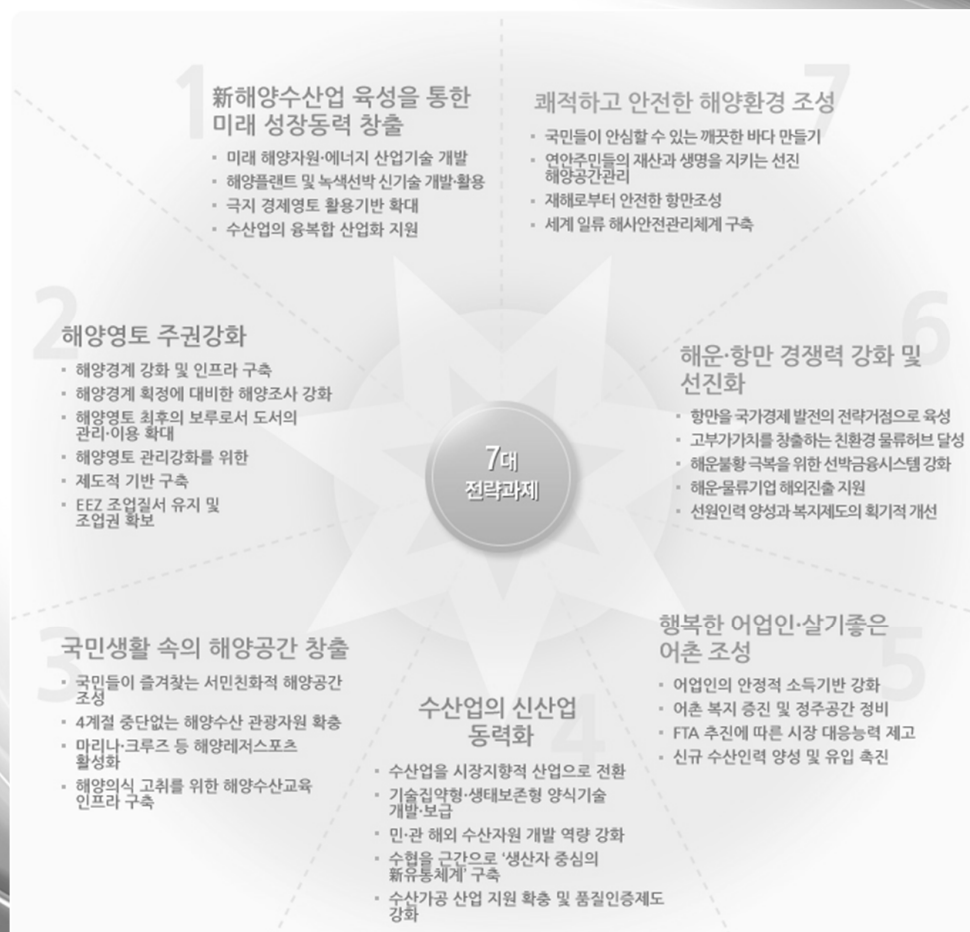 7대
전략과제
1
新해양수산업 육성을 통한
미래 성장동력 창출
▪ 미래 해양자원·에너지 산업기술 개발
▪ 해양플랜트 및 녹색선박 신기술 개발·활용
▪ 극지 경제영토 활용기반 확대
▪ 수산업의 융복합 산업화 지원
2
해양영토 주권강화
▪ 해양경계 강화 및 인프라 구축
▪ 해양경계 획정에 대비한 해양조사 강화
▪ 해양영토 최후의 보루로서 도서의
관리·이용 확대
▪ 해양영토 관리강화를 위한
▪ 제도적 기반 구축
▪ EEZ 조업질서 유지 및
조업권 확보
3
국민생활 속의 해양공간 창출
▪ 국민들이 즐겨찾는 서민친화적 해양공간
조성
▪ 4계절 중단없는 해양수산 관광자원 확충
▪ 마리나·크루즈 등 해양레저스포츠
활성화
▪ 해양의식 고취를 위한 해양수산교육
인프라 구축
4
수산업의 신산업
동력화
▪ 수산업을 시장지향적 산업으로 전환
▪ 기술집약형·생태보존형 양식기술
개발·보급
▪ 민·관 해외 수산자원 개발 역량 강화
▪ 수협을 근간으로 '생산자 중심의
新유통체계' 구축
▪ 수산가공 산업 지원 확충 및 품질인증제도
강화
5
행복한 어업인·살기좋은
어촌 조성
▪ 어업인의 안정적 소득기반 강화
▪ 어촌 복지 증진 및 정주공간 정비
▪ FTA 추진에 따른 시장 대응능력 제고
▪ 신규 수산인력 양성 및 유입 촉진
6
해운·항만 경쟁력 강화 및
선진화
▪ 항만을 국가경제 발전의 전략거점으로 육성
▪ 고부가가치를 창출하는 친환경 물류허브 달성
▪ 해운불황 극복을 위한 선박금융시스템 강화
▪ 해운·물류기업 해외진출 지원
▪ 선원인력 양성과 복지제도의 획기적 개선
7
쾌적하고 안전한 해양환경 조성
▪ 국민들이 안심할 수 있는 깨끗한 바다 만들기
▪ 연안주민들의 재산과 생명을 지키는 선진
해양공간관리
▪ 재해로부터 안전한 항만조성
▪ 세계 일류 해사안전관리체계 구축